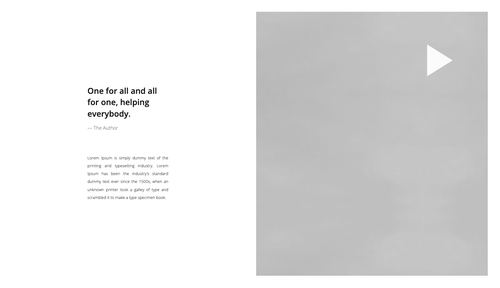 One for all and all
for one, helping
everybody.
— The Author
Lorem Ipsum is simply dummy text of the
printing and typesetting industry. Lorem
Ipsum has been the industry's standard
dummy text ever since the 1500s, when an
unknown printer took a galley of type and
scrambled it to make a type specimen book.